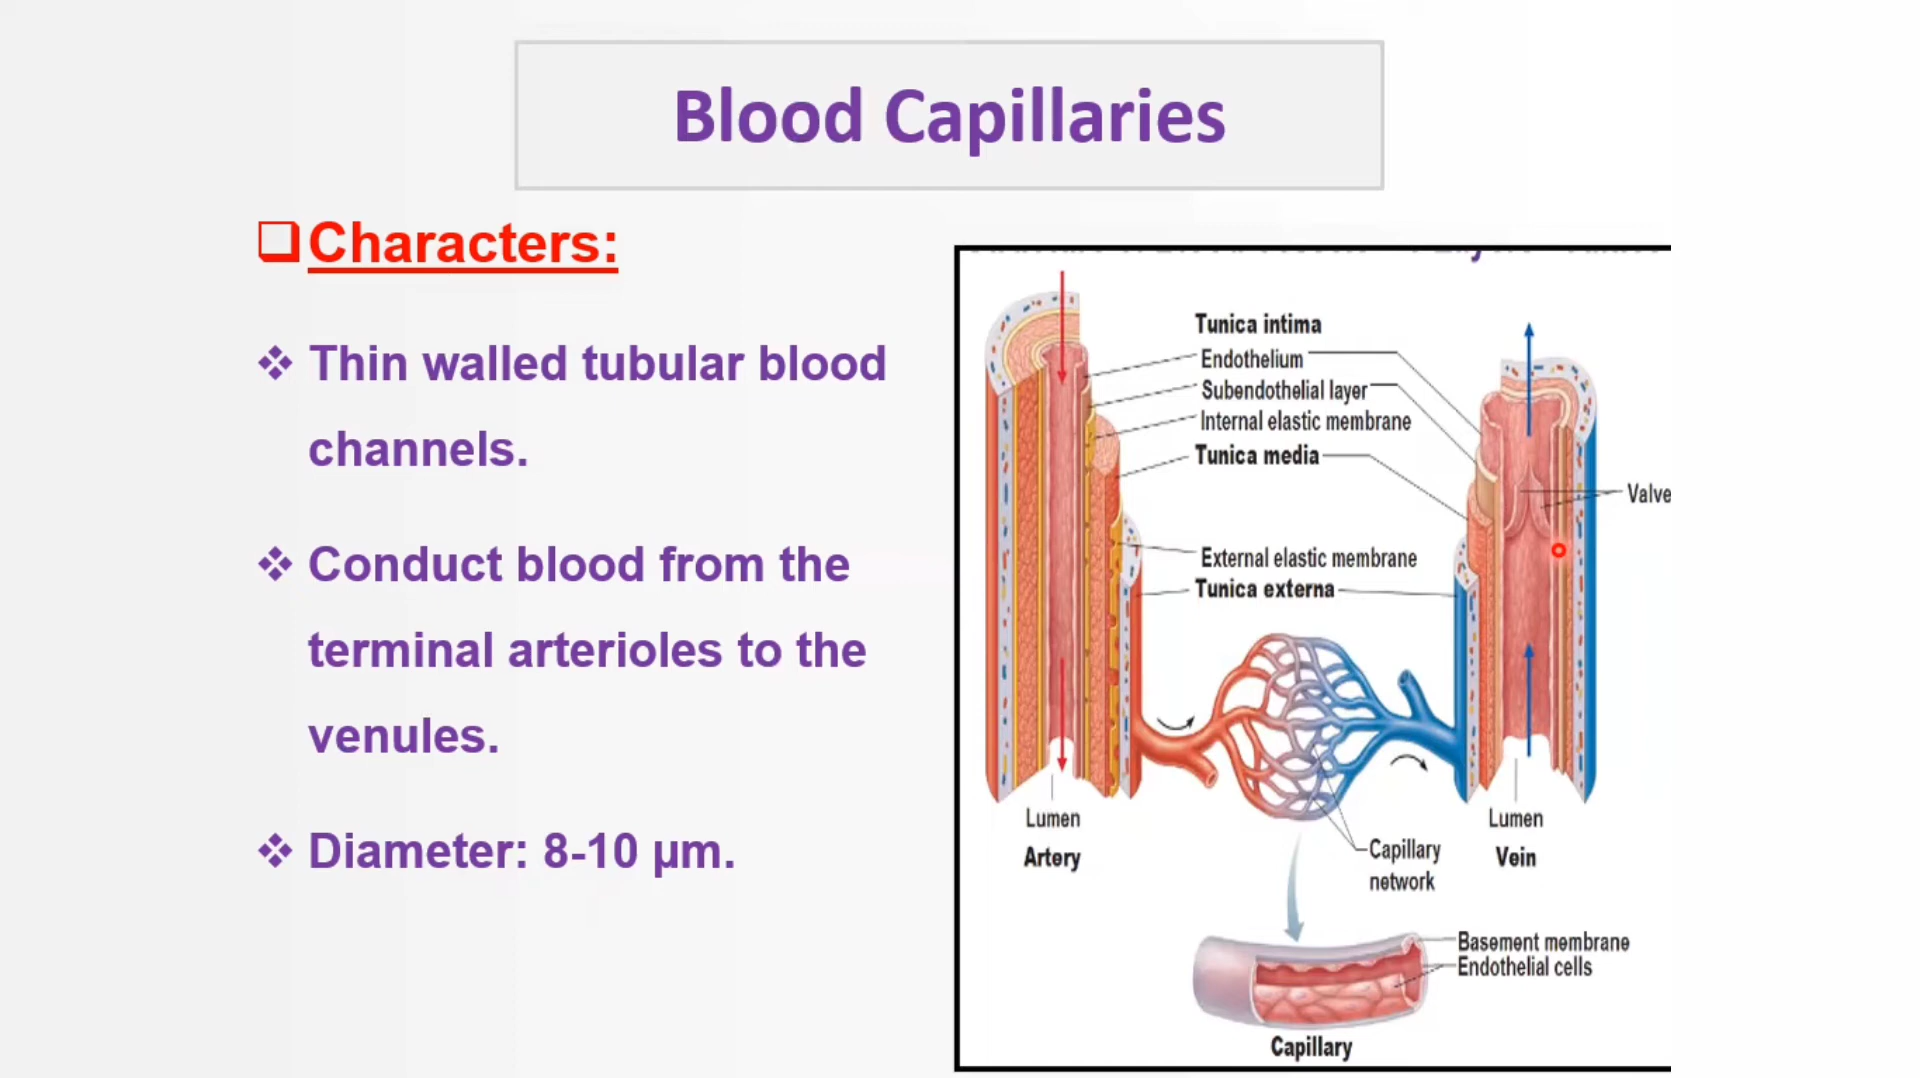 Blood Capillaries
Characters:
Thin walled tubular blood
channels.
Conduct blood from the
terminal arterioles to the
venules.
Diameter: 8-10 µm.
Tunica intima
Endothelium
Subendothelial layer
Internal elastic membrane
Tunica media
Valve
External elastic membrane
Tunica externa
Lumen
Artery
Lumen
Vein
Capillary
network
Basement membrane
Endothelial cells
Capillary